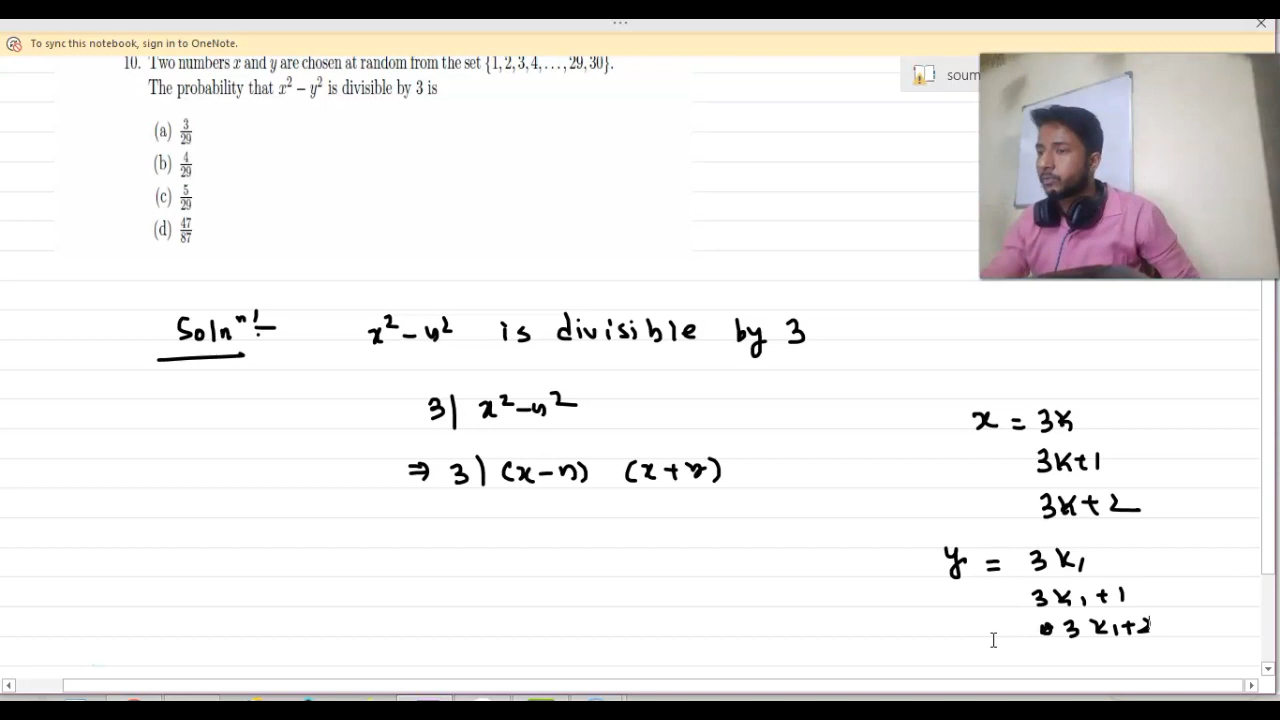 To sync this notebook, sign in to OneNote.
10. Two numbers x and y are chosen at random from the set {1, 2, 3, 4, ..., 29, 30}.
The probability that x² – y² is divisible by 3 is
soum
(a) 3/29
(b) 4/29
(c) 5/29
(d) 47/87
Solnⁿ:– x² – y² is divisible by 3
3 | x² – y²
⇒ 3 | (x – y) (x + y)
x = 3k
3k+1
3k+2
y = 3k₁
3k₁+1
3k₁+2